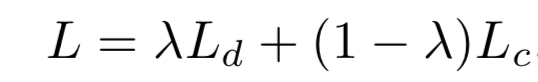 L = λL_d + (1 − λ)L_c.